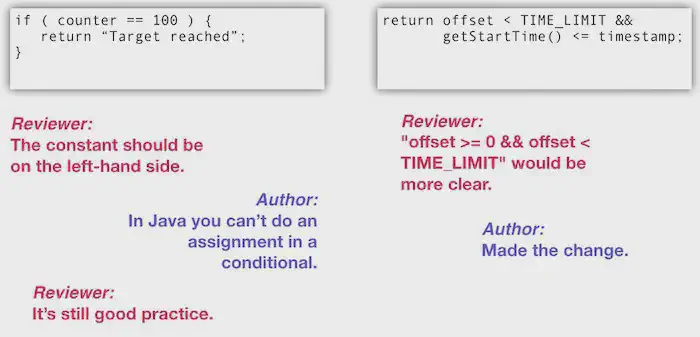 if ( counter == 100 ) {
return “Target reached”;
}
Reviewer:
The constant should be
on the left-hand side.
Author:
In Java you can’t do an
assignment in a
conditional.
Reviewer:
It’s still good practice.
return offset < TIME_LIMIT &&
getStartTime() <= timestamp;
Reviewer:
"offset >= 0 && offset <
TIME_LIMIT" would be
more clear.
Author:
Made the change.